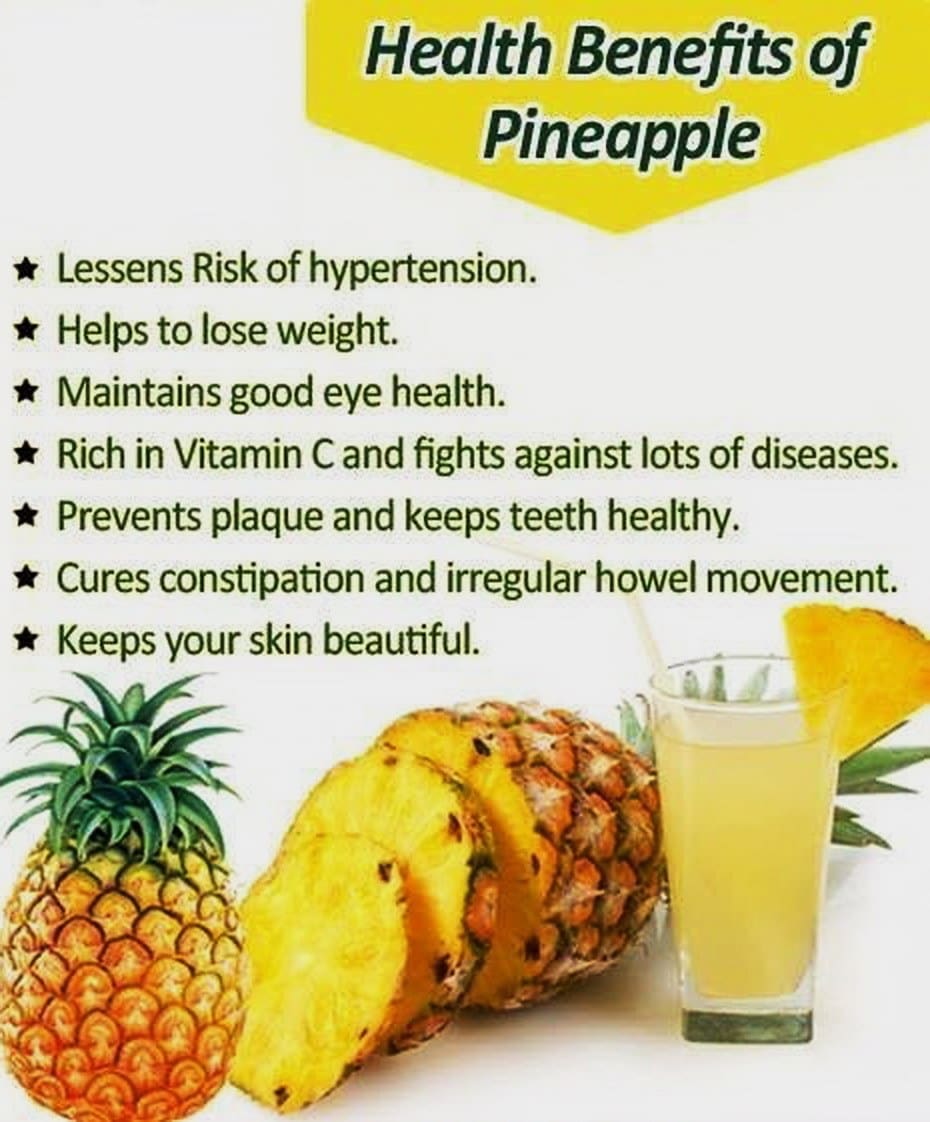 Health Benefits of
Pineapple
★ Lessens Risk of hypertension.
★ Helps to lose weight.
★ Maintains good eye health.
★ Rich in Vitamin C and fights against lots of diseases.
★ Prevents plaque and keeps teeth healthy.
★ Cures constipation and irregular howel movement.
★ Keeps your skin beautiful.